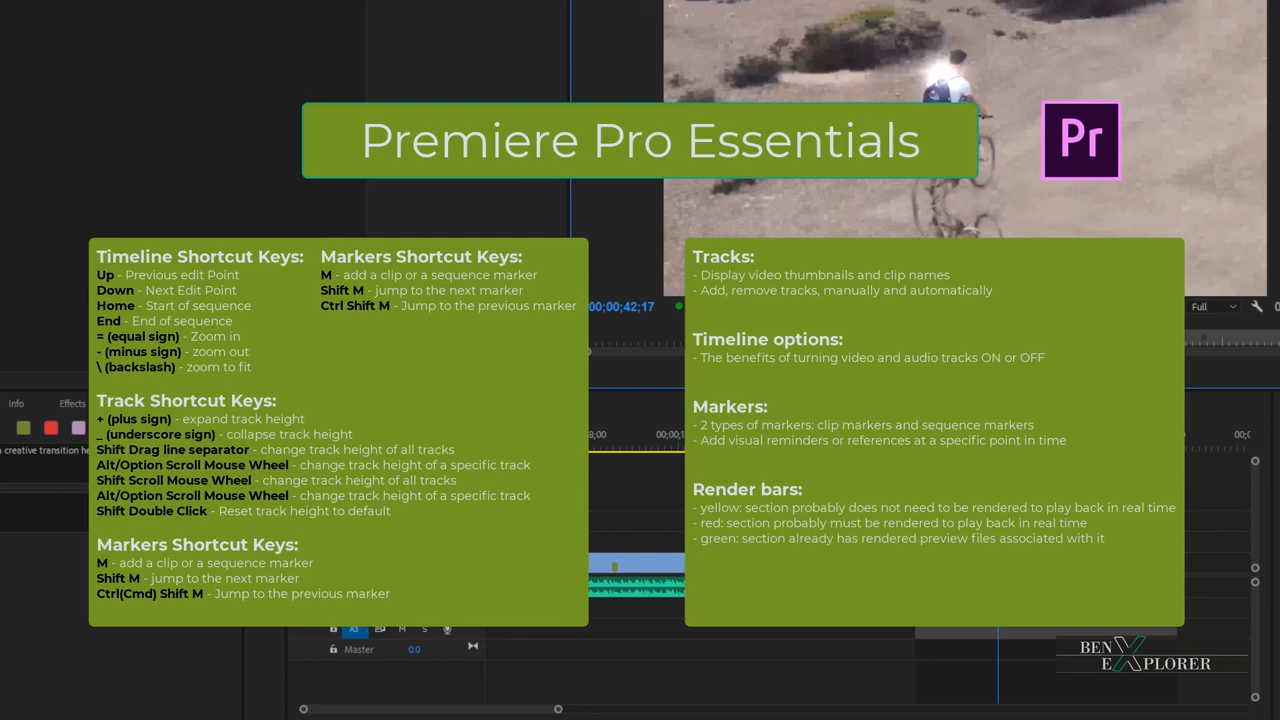 Premiere Pro Essentials
Pr
Timeline Shortcut Keys:
Up - Previous edit Point
Down - Next Edit Point
Home - Start of sequence
End - End of sequence
= (equal sign) - Zoom in
- (minus sign) - zoom out
\ (backslash) - zoom to fit
Markers Shortcut Keys:
M - add a clip or a sequence marker
Shift M - jump to the next marker
Ctrl Shift M - Jump to the previous marker
Track Shortcut Keys:
+ (plus sign) - expand track height
_ (underscore sign) - collapse track height
Shift Drag line separator - change track height of all tracks
Alt/Option Scroll Mouse Wheel - change track height of a specific track
Shift Scroll Mouse Wheel - change track height of all tracks
Alt/Option Scroll Mouse Wheel - change track height of a specific track
Shift Double Click - Reset track height to default
Markers Shortcut Keys:
M - add a clip or a sequence marker
Shift M - jump to the next marker
Ctrl(Cmd) Shift M - Jump to the previous marker
Tracks:
- Display video thumbnails and clip names
- Add, remove tracks, manually and automatically
Timeline options:
- The benefits of turning video and audio tracks ON or OFF
Markers:
- 2 types of markers: clip markers and sequence markers
- Add visual reminders or references at a specific point in time
Render bars:
- yellow: section probably does not need to be rendered to play back in real time
- red: section probably must be rendered to play back in real time
- green: section already has rendered preview files associated with it
00;00;42;17
Full
Info Effects
a creative transition
A3 M S
Master 0.0
BEN
EXPLORER